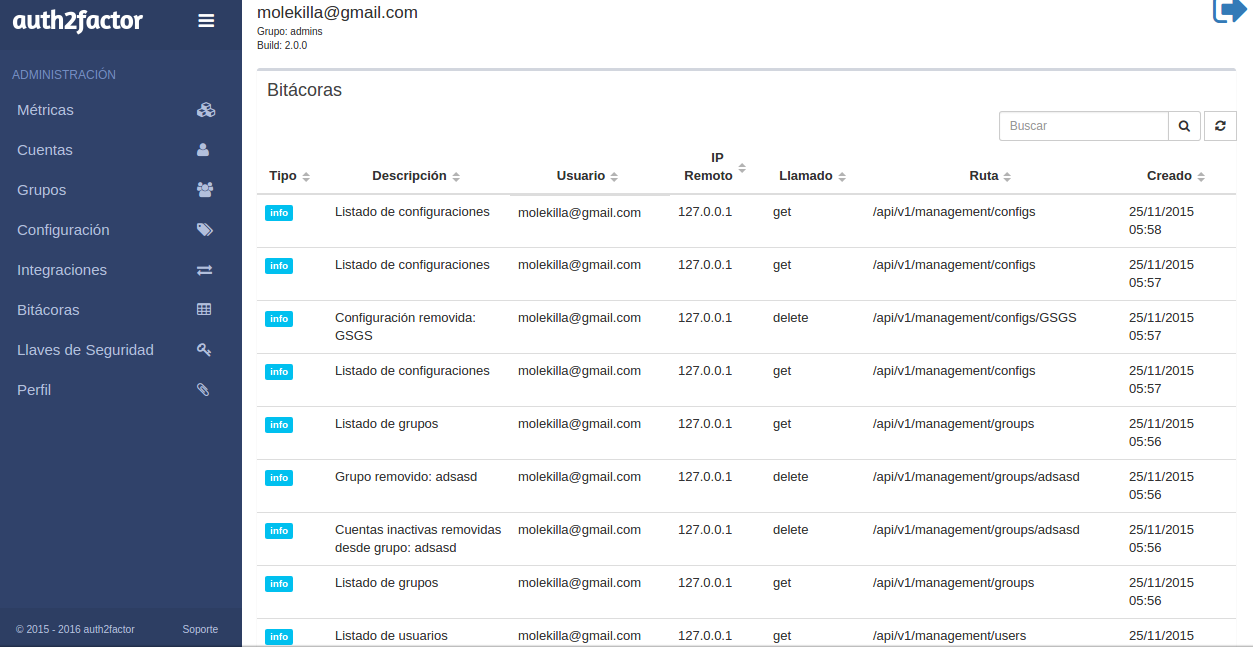 auth2factor
ADMINISTRACIÓN
Métricas
Cuentas
Grupos
Configuración
Integraciones
Bitácoras
Llaves de Seguridad
Perfil
© 2015 - 2016 auth2factor Soporte
molekilla@gmail.com
Grupo: admins
Build: 2.0.0
Bitácoras
Buscar
Tipo Descripción Usuario IP Remoto Llamado Ruta Creado
info Listado de configuraciones molekilla@gmail.com 127.0.0.1 get /api/v1/management/configs 25/11/2015
05:58
info Listado de configuraciones molekilla@gmail.com 127.0.0.1 get /api/v1/management/configs 25/11/2015
05:57
info Configuración removida: molekilla@gmail.com 127.0.0.1 delete /api/v1/management/configs/GSGS 25/11/2015
GSGS 05:57
info Listado de configuraciones molekilla@gmail.com 127.0.0.1 get /api/v1/management/configs 25/11/2015
05:57
info Listado de grupos molekilla@gmail.com 127.0.0.1 get /api/v1/management/groups 25/11/2015
05:56
info Grupo removido: adsasd molekilla@gmail.com 127.0.0.1 delete /api/v1/management/groups/adsasd 25/11/2015
05:56
info Cuentas inactivas removidas molekilla@gmail.com 127.0.0.1 delete /api/v1/management/groups/adsasd 25/11/2015
desde grupo: adsasd 05:56
info Listado de grupos molekilla@gmail.com 127.0.0.1 get /api/v1/management/groups 25/11/2015
05:56
info Listado de usuarios molekilla@gmail.com 127.0.0.1 get /api/v1/management/users 25/11/2015